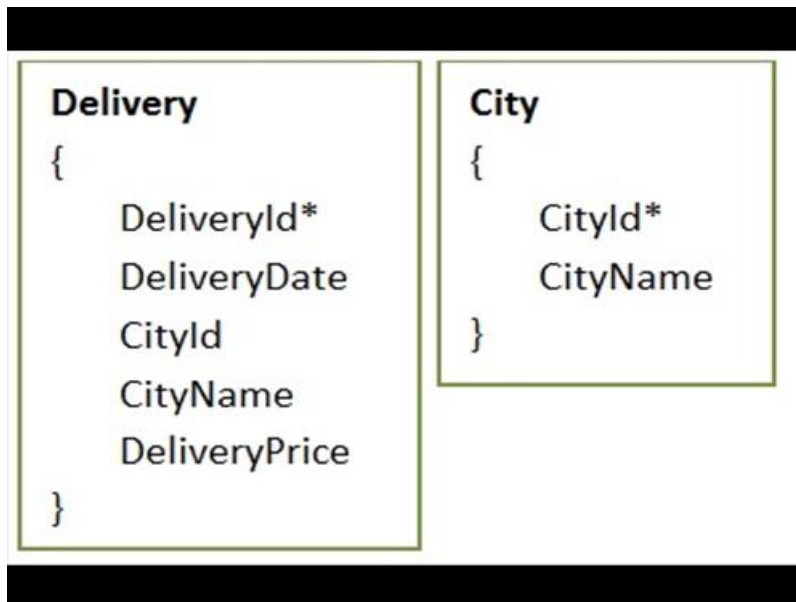 Delivery
{
DeliveryId*
DeliveryDate
CityId
CityName
DeliveryPrice
}
City
{
CityId*
CityName
}